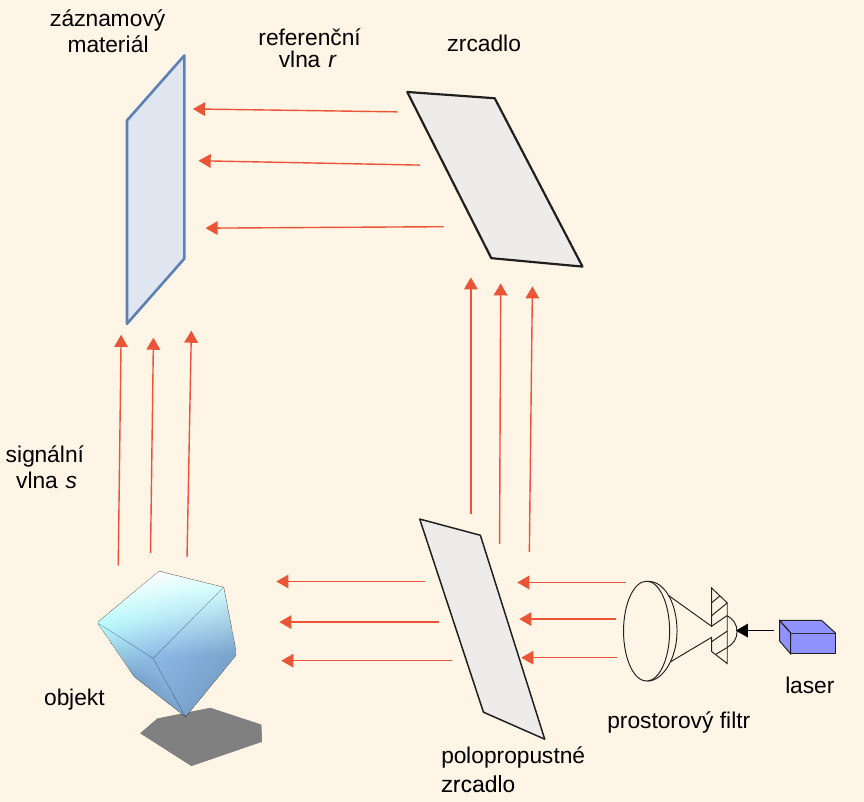 záznamový
materiál
referenční
vlna r
zrcadlo
signální
vlna s
objekt
polopropustné
zrcadlo
prostorový filtr
laser